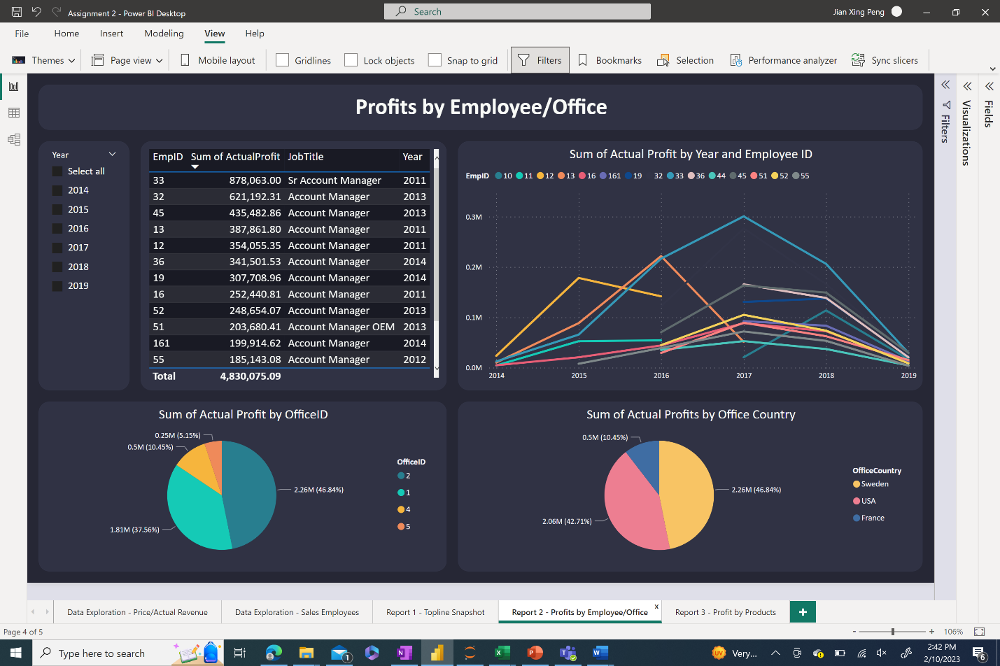 Assignment 2 - Power BI Desktop
Search
Jian Xing Peng
File Home Insert Modeling View Help
Themes Page view Mobile layout Gridlines Lock objects Snap to grid Filters Bookmarks Selection Performance analyzer Sync slicers
Profits by Employee/Office
Year
Select all
2014
2015
2016
2017
2018
2019
EmpID Sum of ActualProfit JobTitle Year
33 878,063.00 Sr Account Manager 2011
32 621,192.31 Account Manager 2013
45 435,482.86 Account Manager 2013
13 387,861.80 Account Manager 2011
12 354,055.35 Account Manager 2011
36 341,501.53 Account Manager 2014
19 307,708.96 Account Manager 2014
16 252,440.81 Account Manager 2011
52 248,654.07 Account Manager 2013
51 203,680.41 Account Manager OEM 2013
161 199,914.62 Account Manager 2014
55 185,143.08 Account Manager 2012
Total 4,830,075.09
Sum of Actual Profit by Year and Employee ID
EmpID 10 11 12 13 16 161 19 32 33 36 44 45 51 52 55
0.3M
0.2M
0.1M
0.0M
2014 2015 2016 2017 2018 2019
Sum of Actual Profit by OfficeID
0.25M (5.15%)
0.5M (10.45%)
2.26M (46.84%)
1.81M (37.56%)
OfficeID
2
1
4
5
Sum of Actual Profits by Office Country
0.5M (10.45%)
2.26M (46.84%)
2.06M (42.71%)
OfficeCountry
Sweden
USA
France
Filters
Visualizations
Fields
Data Exploration - Price/Actual Revenue Data Exploration - Sales Employees Report 1 - Topline Snapshot Report 2 - Profits by Employee/Office x Report 3 - Profit by Products +
Page 4 of 5
- + 106%
Type here to search
1
N
X
P
W
UV
Very...
2:42 PM
2/10/2023
6